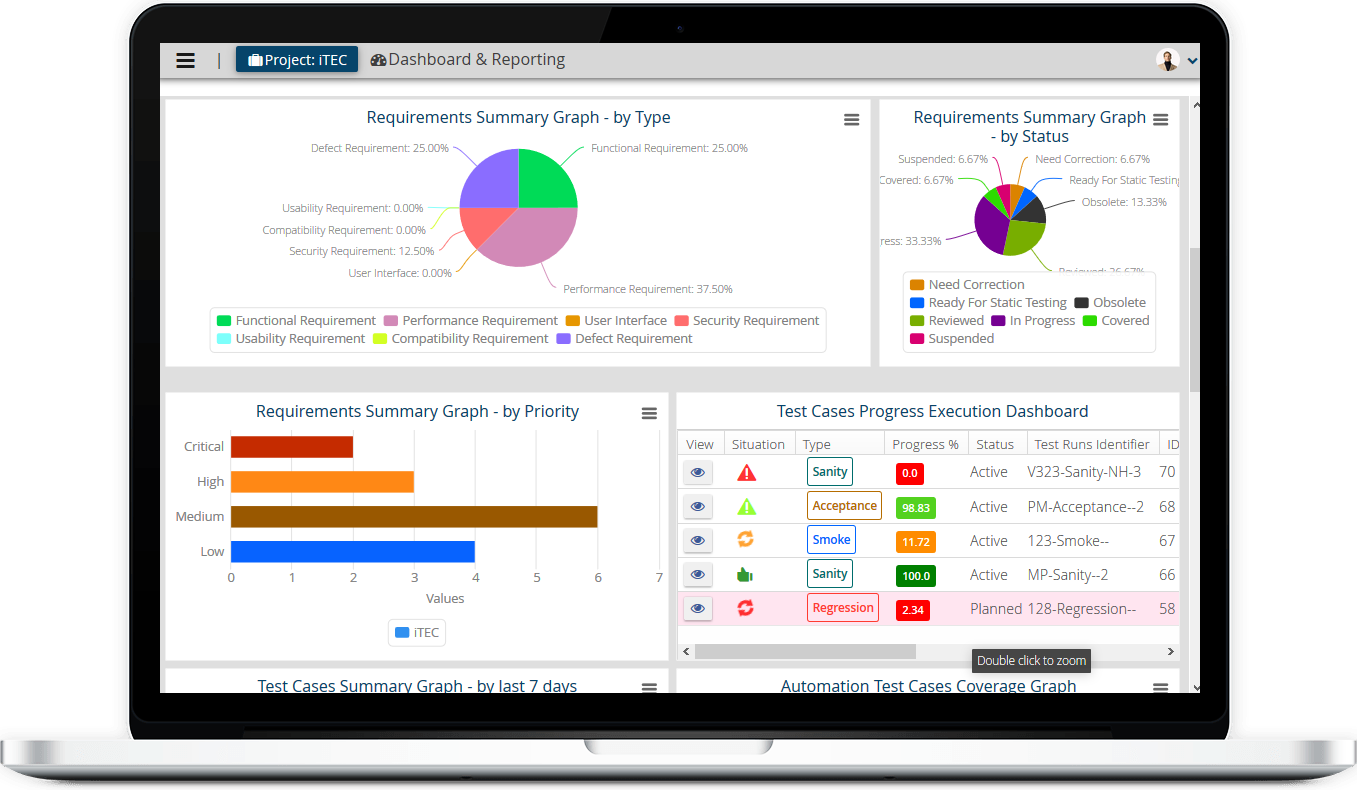 Project: iTEC
Dashboard & Reporting
Requirements Summary Graph - by Type
Defect Requirement: 25.00%
Functional Requirement: 25.00%
Usability Requirement: 0.00%
Compatibility Requirement: 0.00%
Security Requirement: 12.50%
User Interface: 0.00%
Performance Requirement: 37.50%
Functional Requirement Performance Requirement User Interface Security Requirement
Usability Requirement Compatibility Requirement Defect Requirement
Requirements Summary Graph
- by Status
Suspended: 6.67%
Need Correction: 6.67%
Covered: 6.67%
Ready For Static Testing
Obsolete: 13.33%
ress: 33.33%
Reviewed: 26.67%
Need Correction
Ready For Static Testing Obsolete
Reviewed In Progress Covered
Suspended
Requirements Summary Graph - by Priority
Critical
High
Medium
Low
0 1 2 3 4 5 6 7
Values
iTEC
Test Cases Progress Execution Dashboard
View Situation Type Progress % Status Test Runs Identifier ID
Sanity 0.0 Active V323-Sanity-NH-3 70
Acceptance 98.83 Active PM-Acceptance--2 68
Smoke 11.72 Active 123-Smoke-- 67
Sanity 100.0 Active MP-Sanity--2 66
Regression 2.34 Planned 128-Regression-- 58
Double click to zoom
Test Cases Summary Graph - by last 7 days
Automation Test Cases Coverage Graph